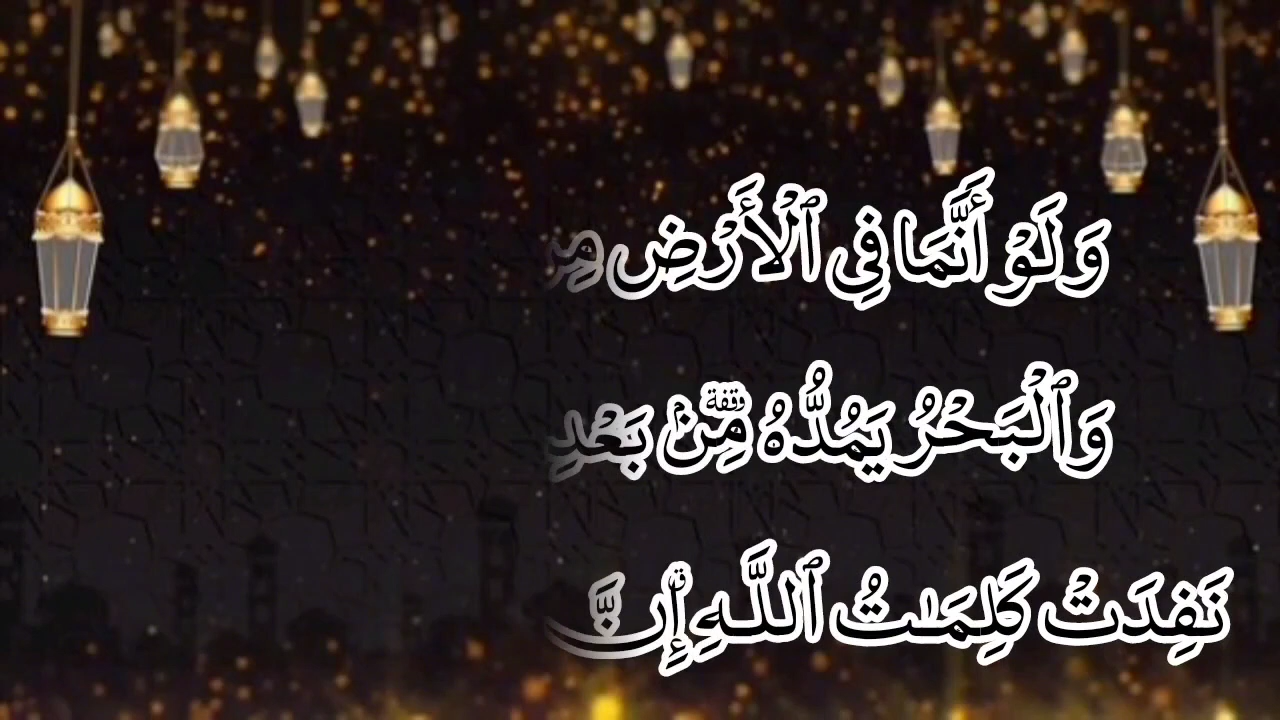 وَلَوْ أَنَّمَا فِي ٱلْأَرْضِ مِن
وَٱلْبَحْرُ يَمُدُّهُۥ مِنۢ بَعْدِ
نَفِدَتْ كَلِمَـٰتُ ٱللَّهِ إِنَّ